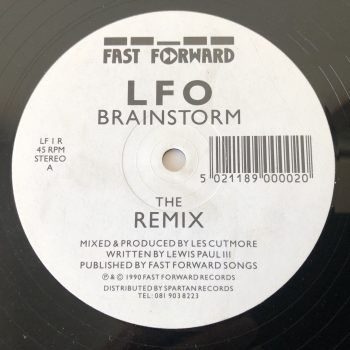 FAST FORWARD
LFO
BRAINSTORM
LF 1 R
45 RPM
STEREO
A
5 021189 000020
THE
REMIX
MIXED & PRODUCED BY LES CUTMORE
WRITTEN BY LEWIS PAUL III
PUBLISHED BY FAST FORWARD SONGS
℗ & © 1990 FAST FORWARD RECORDS
DISTRIBUTED BY SPARTAN RECORDS
TEL: 081 903 8223